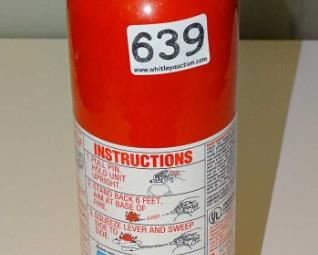 639
www.whitleyauction.com
INSTRUCTIONS
1. PULL PIN.
HOLD UNIT
UPRIGHT.
2. STAND BACK 6 FEET,
AIM AT BASE OF
FIRE.
3. SQUEEZE LEVER AND SWEEP
SIDE TO
SIDE
UL